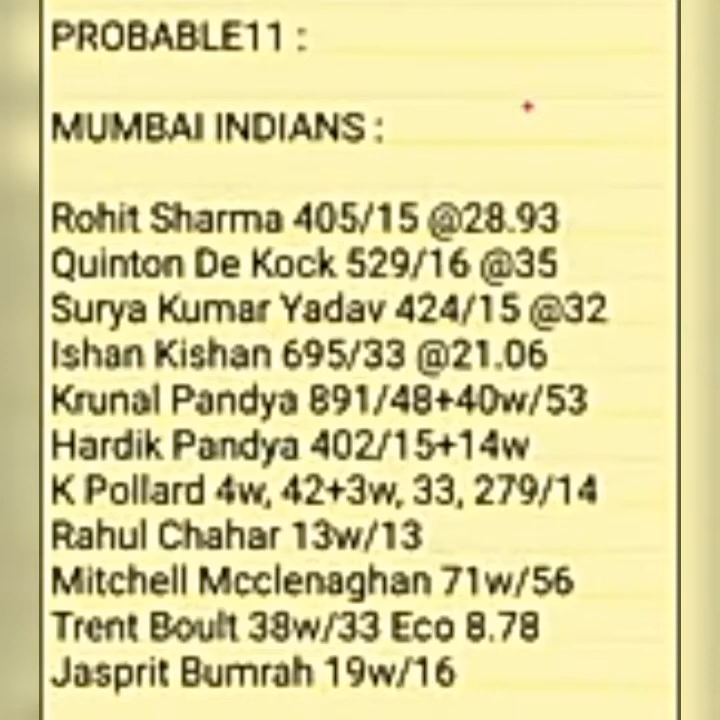 PROBABLE11 :
MUMBAI INDIANS :
Rohit Sharma 405/15 @28.93
Quinton De Kock 529/16 @35
Surya Kumar Yadav 424/15 @32
Ishan Kishan 695/33 @21.06
Krunal Pandya 891/48+40w/53
Hardik Pandya 402/15+14w
K Pollard 4w, 42+3w, 33, 279/14
Rahul Chahar 13w/13
Mitchell Mcclenaghan 71w/56
Trent Boult 38w/33 Eco 8.78
Jasprit Bumrah 19w/16